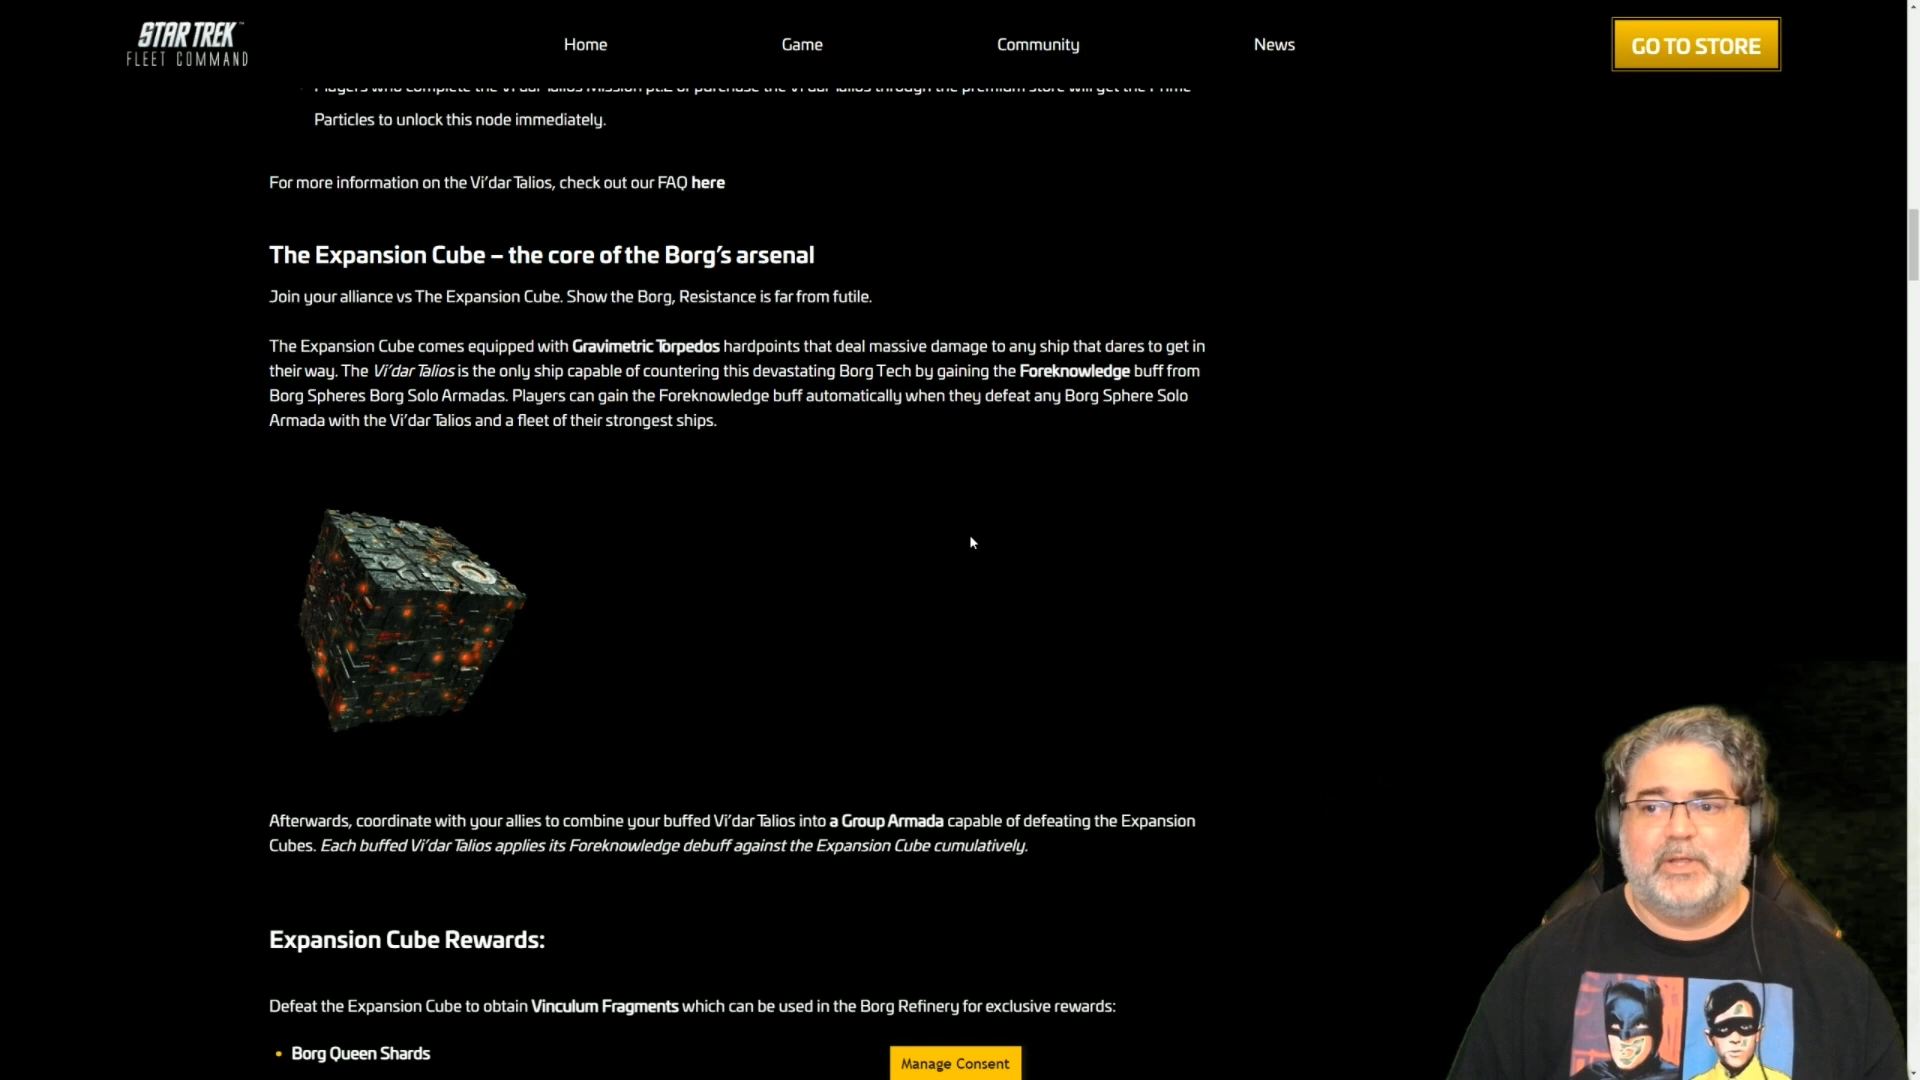 STAR TREK
FLEET COMMAND
Home
Game
Community
News
GO TO STORE
Players who complete the Vi'dar Talios Mission pt.2 or purchase the Vi'dar Talios through the premium store will get the Prime
Particles to unlock this node immediately.
For more information on the Vi'dar Talios, check out our FAQ here
The Expansion Cube – the core of the Borg's arsenal
Join your alliance vs The Expansion Cube. Show the Borg, Resistance is far from futile.
The Expansion Cube comes equipped with Gravimetric Torpedos hardpoints that deal massive damage to any ship that dares to get in
their way. The Vi'dar Talios is the only ship capable of countering this devastating Borg Tech by gaining the Foreknowledge buff from
Borg Spheres Borg Solo Armadas. Players can gain the Foreknowledge buff automatically when they defeat any Borg Sphere Solo
Armada with the Vi'dar Talios and a fleet of their strongest ships.
Afterwards, coordinate with your allies to combine your buffed Vi'dar Talios into a Group Armada capable of defeating the Expansion
Cubes. Each buffed Vi'dar Talios applies its Foreknowledge debuff against the Expansion Cube cumulatively.
Expansion Cube Rewards:
Defeat the Expansion Cube to obtain Vinculum Fragments which can be used in the Borg Refinery for exclusive rewards:
• Borg Queen Shards
Manage Consent